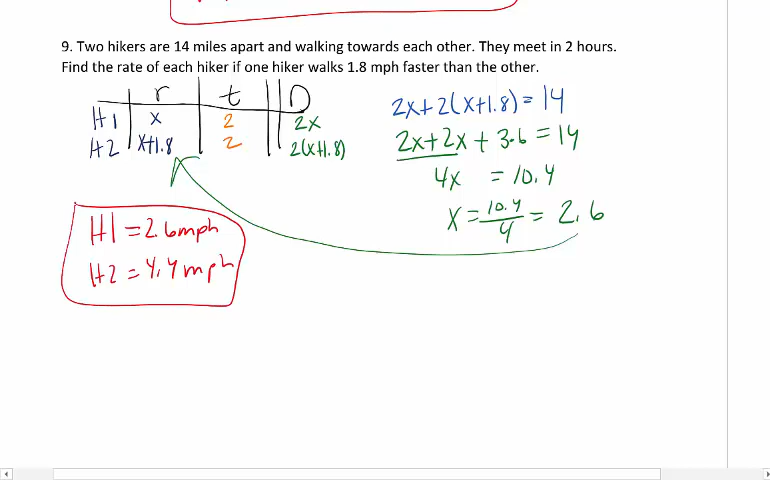 9. Two hikers are 14 miles apart and walking towards each other. They meet in 2 hours.
Find the rate of each hiker if one hiker walks 1.8 mph faster than the other.
r t D
H1 x 2 2x
H2 x+1.8 2 2(x+1.8)
2x+2(x+1.8)=14
2x+2x+3.6=14
4x =10.4
x=10.4/4=2.6
H1=2.6mph
H2=4.4mph